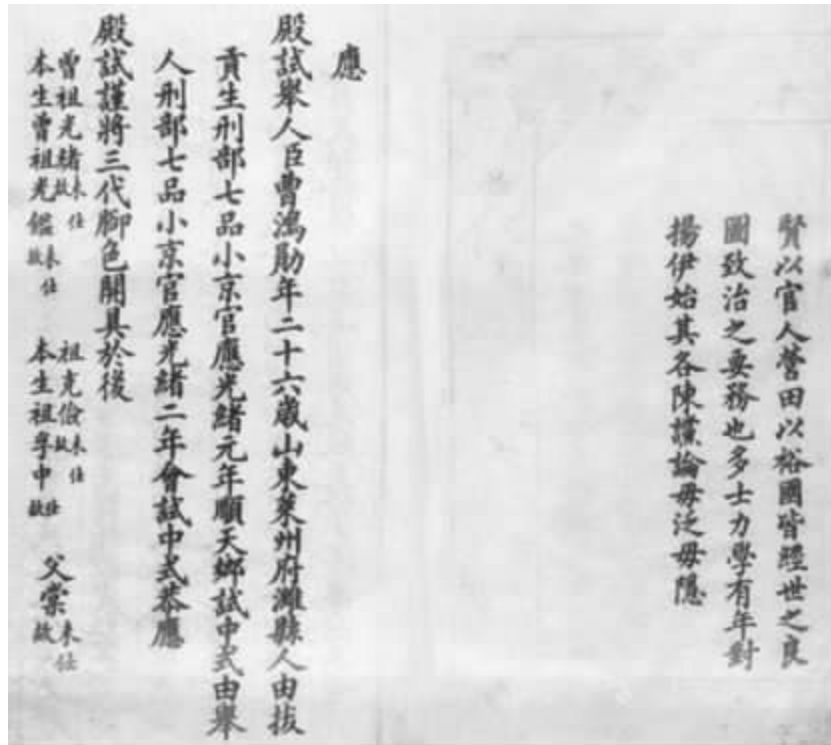 賢以官人營田以裕國皆經世之良
圖致治之要務也多士力學有年對
揚伊始其各陳讜論毋泛毋隱
應
殿試舉人臣曹鴻勛年二十六歲山東萊州府濰縣人由拔
貢生刑部七品小京官應光緒元年順天鄉試中式由舉
人刑部七品小京官應光緒二年會試中式恭應
殿試謹將三代腳色開具於後
曾祖光緒未仕故 祖克儉未仕故
本生曾祖光鑑未仕故 本生祖中仕故
父棠未仕故